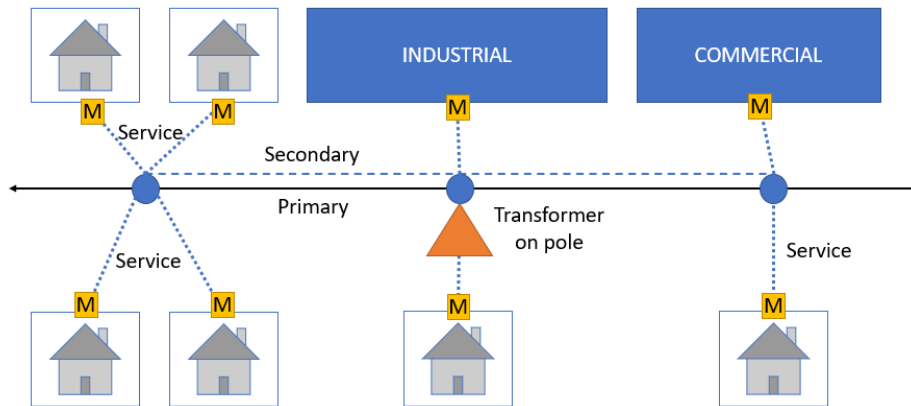 INDUSTRIAL
COMMERCIAL
M
M
M
M
Service
Secondary
Primary
Transformer
on pole
Service
Service
M
M
M
M